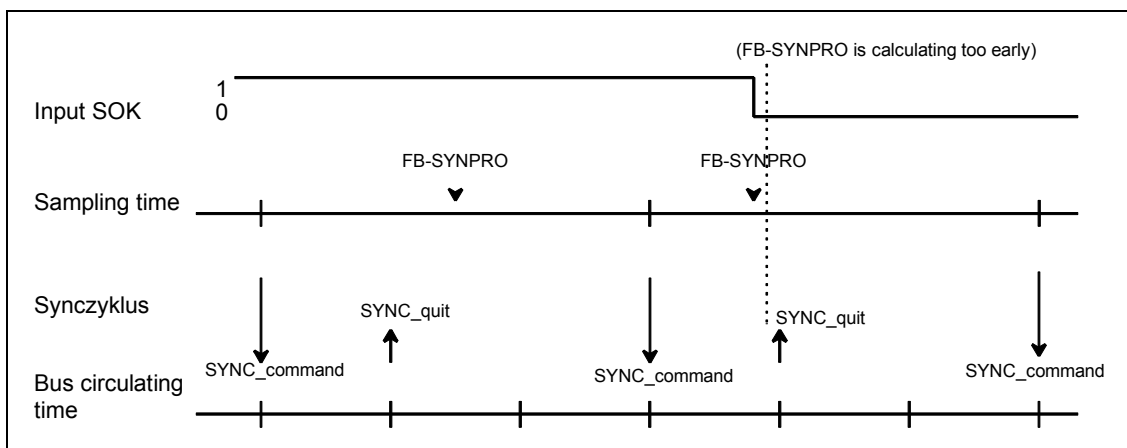 (FB-SYNPRO is calculating too early)
1
Input SOK
0
FB-SYNPRO
FB-SYNPRO
Sampling time
Synczyklus
SYNC_quit
SYNC_quit
SYNC_command
SYNC_command
SYNC_command
Bus circulating
time